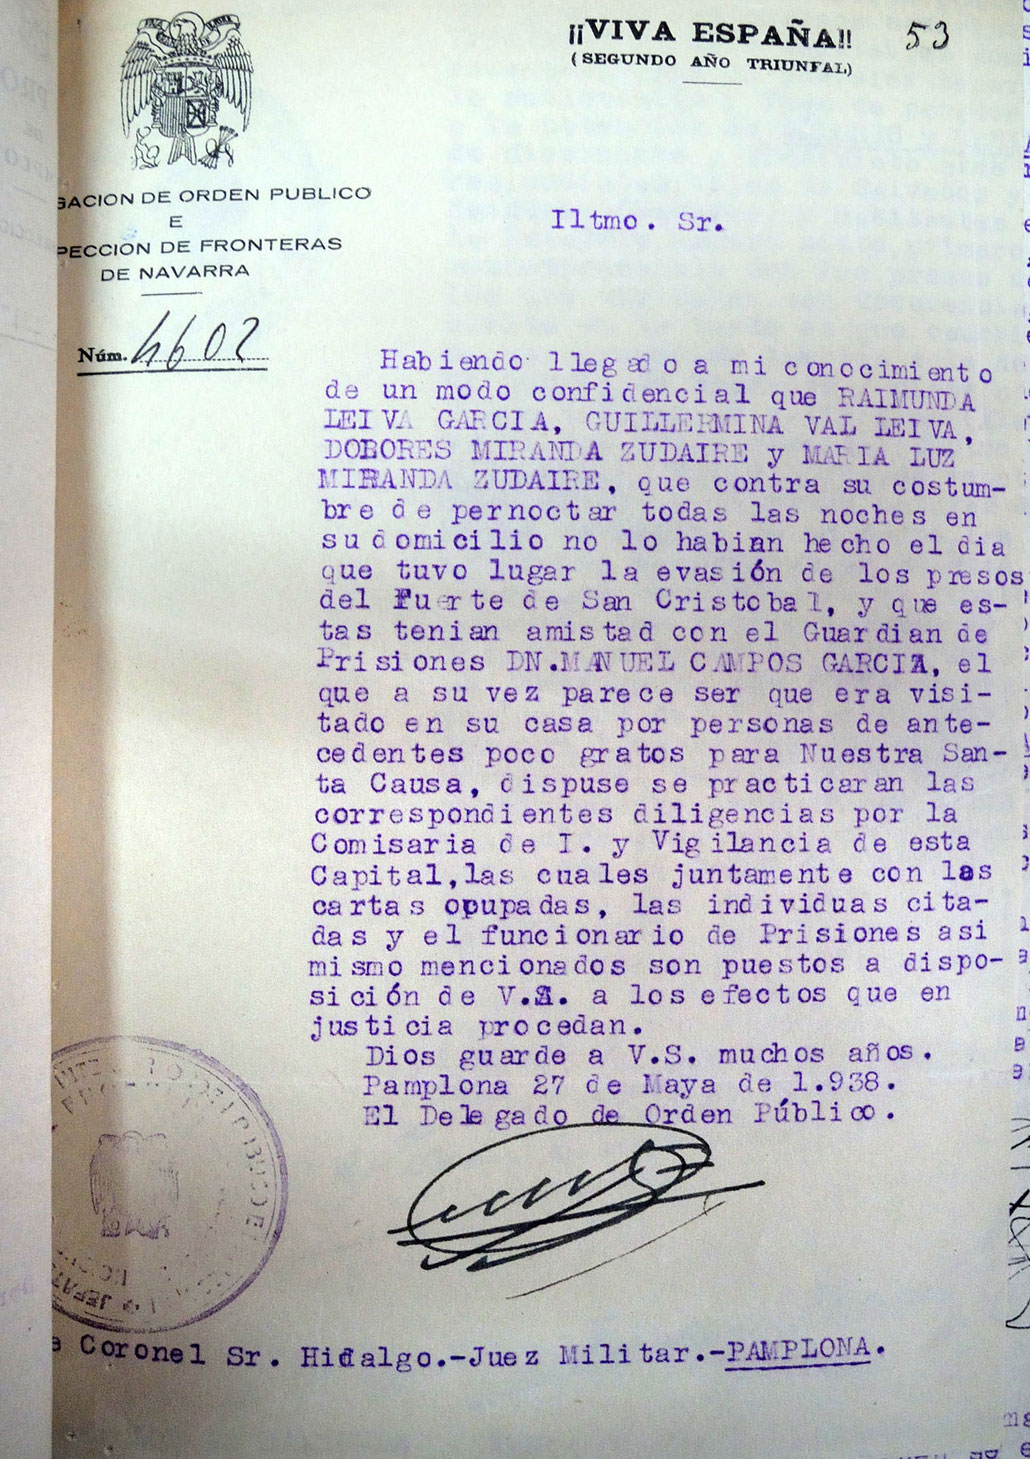 ¡¡VIVA ESPAÑA!! 53
(SEGUNDO AÑO TRIUNFAL)
GACION DE ORDEN PUBLICO
E
PECCION DE FRONTERAS
DE NAVARRA
Núm. 4602
Iltmo. Sr.
Habiendo llegado a mi conocimiento
de un modo confidencial que RAIMUNDA
LEIVA GARCIA, GUILLERMINA VAL LEIVA,
DOBORES MIRANDA ZUDAIRE y MARIA LUZ
MIRANDA ZUDAIRE, que contra su costum-
bre de pernoctar todas las noches en
su domicilio no lo habian hecho el dia
que tuvo lugar la evasión de los presos
del Fuerte de San Cristobal, y que es-
tas tenian amistad con el Guardian de
Prisiones DN.MANUEL CAMPOS GARCIA, el
que a su vez parece ser que era visi-
tado en su casa por personas de ante-
cedentes poco gratos para Nuestra San-
ta Causa, dispuse se practicaran las
correspondientes diligencias por la
Comisaria de I. y Vigilancia de esta
Capital,las cuales juntamente con las
cartas opupadas, las individuas cita-
das y el funcionario de Prisiones asi
mismo mencionados son puestos a dispo-
sición de V.S. a los efectos que en
justicia procedan.
Dios guarde a V.S. muchos años.
Pamplona 27 de Maya de 1.938.
El Delegado de Orden Público.
Coronel Sr. Hidalgo.-Juez Militar.-PAMPLONA.